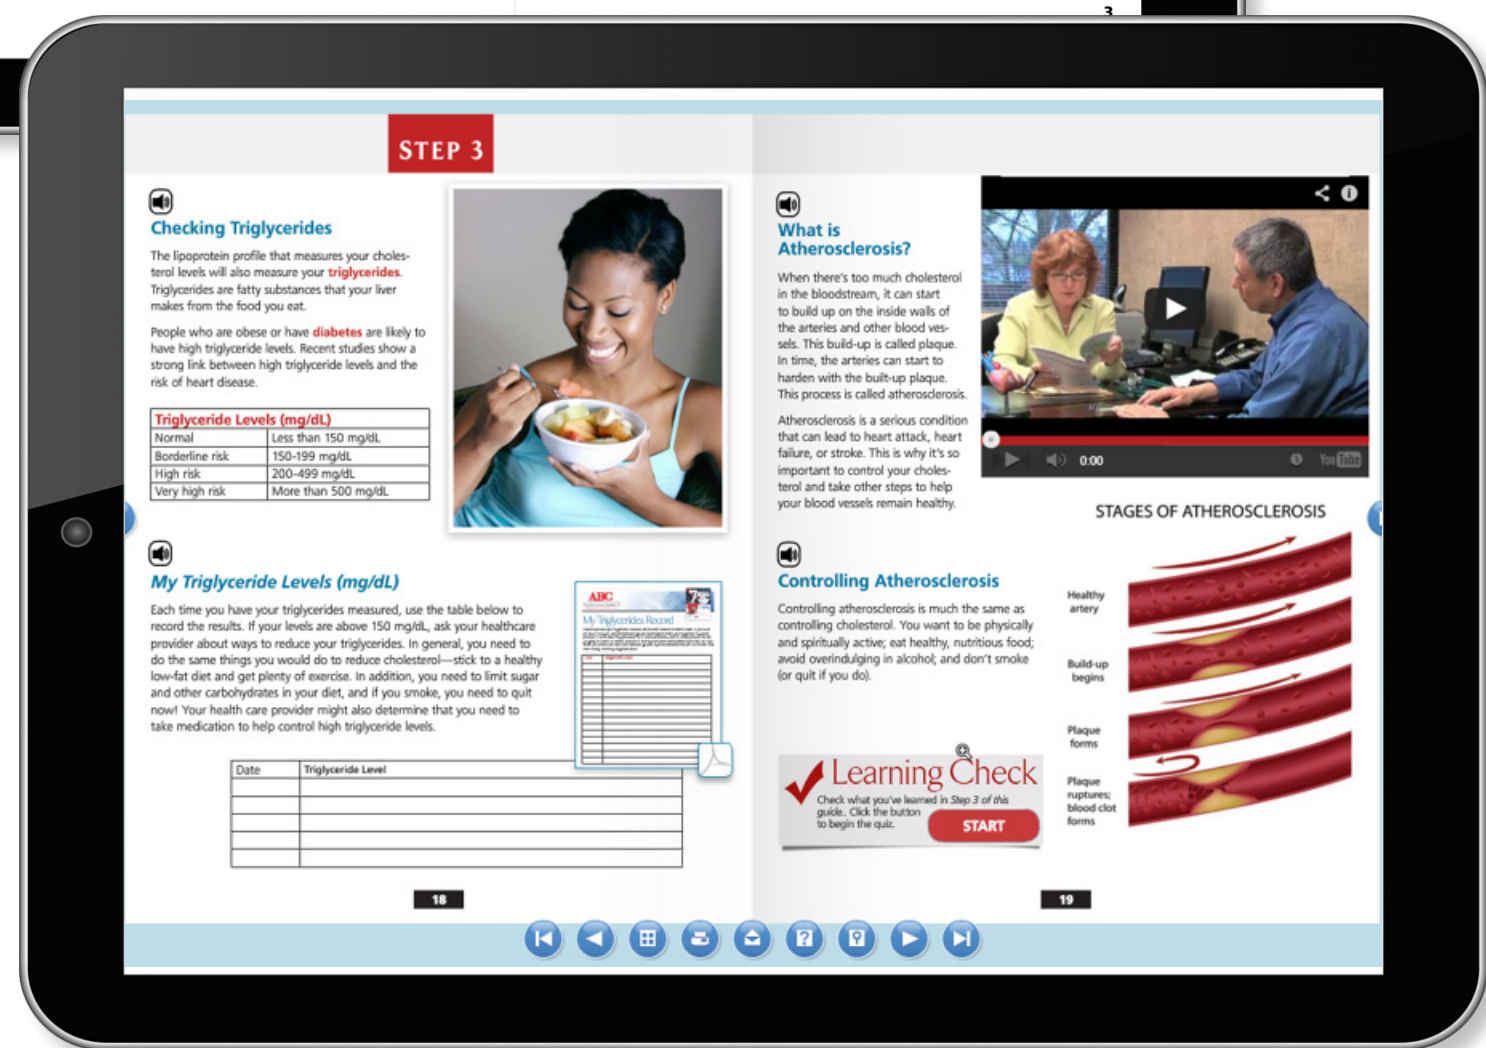 3
STEP 3
Checking Triglycerides
The lipoprotein profile that measures your choles-
terol levels will also measure your triglycerides.
Triglycerides are fatty substances that your liver
makes from the food you eat.
People who are obese or have diabetes are likely to
have high triglyceride levels. Recent studies show a
strong link between high triglyceride levels and the
risk of heart disease.
Triglyceride Levels (mg/dL)
Normal Less than 150 mg/dL
Borderline risk 150-199 mg/dL
High risk 200-499 mg/dL
Very high risk More than 500 mg/dL
My Triglyceride Levels (mg/dL)
Each time you have your triglycerides measured, use the table below to
record the results. If your levels are above 150 mg/dL, ask your healthcare
provider about ways to reduce your triglycerides. In general, you need to
do the same things you would do to reduce cholesterol—stick to a healthy
low-fat diet and get plenty of exercise. In addition, you need to limit sugar
and other carbohydrates in your diet, and if you smoke, you need to quit
now! Your health care provider might also determine that you need to
take medication to help control high triglyceride levels.
ABC
My Triglycerides Record
Date Triglyceride Level
18
What is
Atherosclerosis?
When there's too much cholesterol
in the bloodstream, it can start
to build up on the inside walls of
the arteries and other blood ves-
sels. This build-up is called plaque.
In time, the arteries can start to
harden with the built-up plaque.
This process is called atherosclerosis.
Atherosclerosis is a serious condition
that can lead to heart attack, heart
failure, or stroke. This is why it's so
important to control your choles-
terol and take other steps to help
your blood vessels remain healthy.
0:00
YouTube
Controlling Atherosclerosis
Controlling atherosclerosis is much the same as
controlling cholesterol. You want to be physically
and spiritually active; eat healthy, nutritious food;
avoid overindulging in alcohol; and don't smoke
(or quit if you do).
STAGES OF ATHEROSCLEROSIS
Healthy
artery
Build-up
begins
Plaque
forms
Plaque
ruptures;
blood clot
forms
Learning Check
Check what you've learned in Step 3 of this
guide.. Click the button
to begin the quiz.
START
19